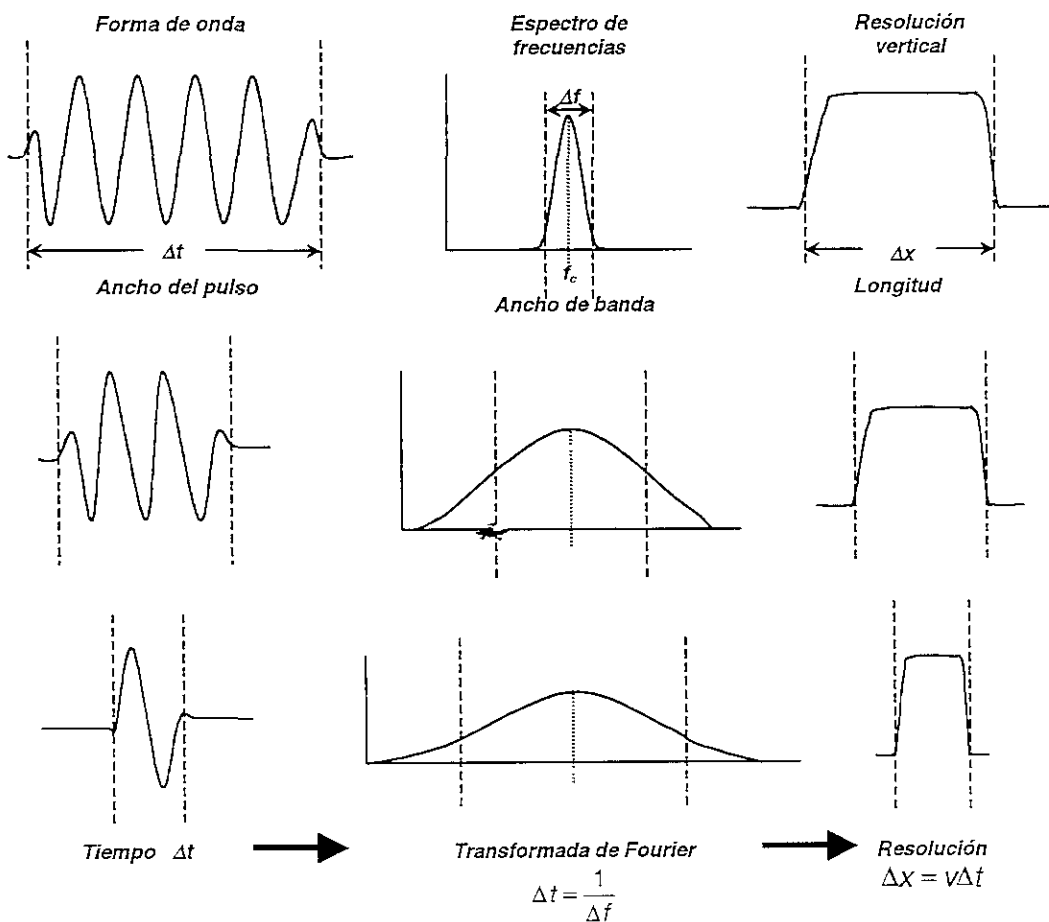 Forma de onda
Espectro de
frecuencias
Resolución
vertical
Δf
Δt
f_c
Δx
Ancho del pulso
Ancho de banda
Longitud
Tiempo Δt
Transformada de Fourier
Resolución
Δt = 1/Δf
Δx = vΔt